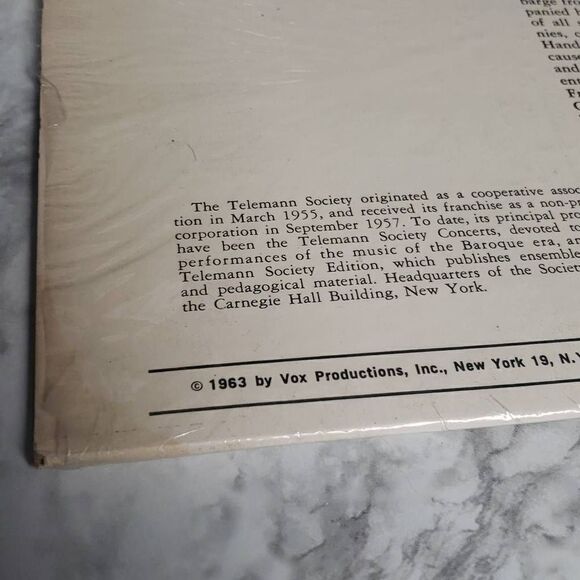 barge fro
panied b
of all
nies, c
Hand
cause
and
ent
Fr
The Telemann Society originated as a cooperative assoc
tion in March 1955, and received its franchise as a non-pr
corporation in September 1957. To date, its principal pro
have been the Telemann Society Concerts, devoted to
performances of the music of the Baroque era, an
Telemann Society Edition, which publishes ensemble
and pedagogical material. Headquarters of the Society
the Carnegie Hall Building, New York.
© 1963 by Vox Productions, Inc., New York 19, N.Y